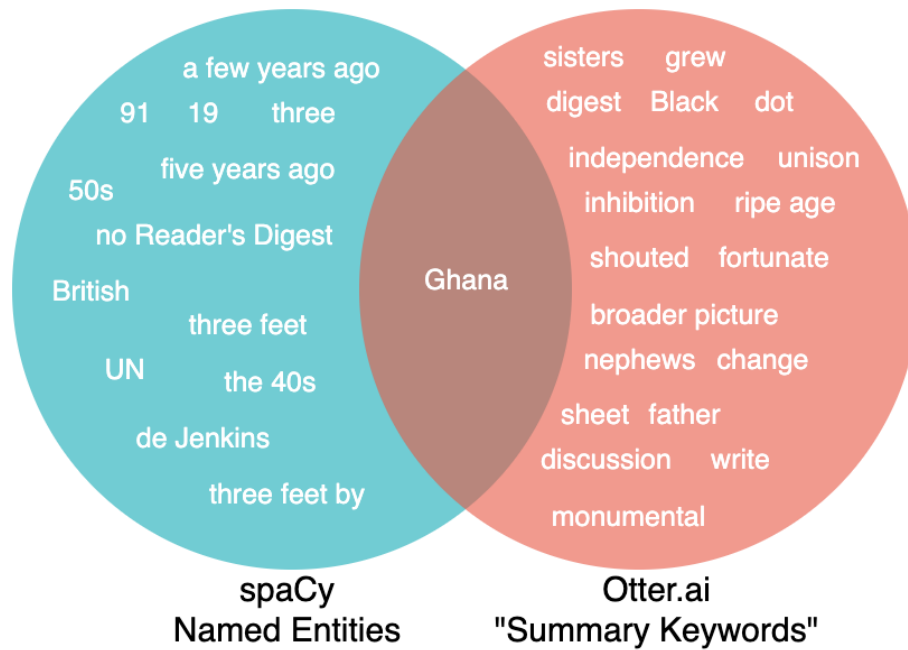 a few years ago
91 19 three
five years ago
50s
no Reader's Digest
British
three feet
UN
the 40s
de Jenkins
three feet by
Ghana
sisters grew
digest Black dot
independence unison
inhibition ripe age
shouted fortunate
broader picture
nephews change
sheet father
discussion write
monumental
spaCy
Named Entities
Otter.ai
"Summary Keywords"